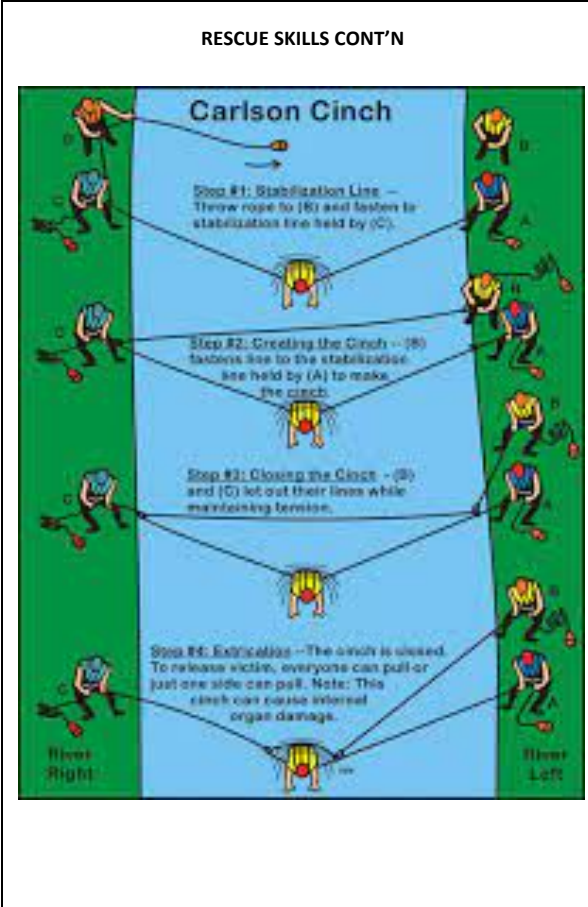 RESCUE SKILLS CONT'N
Carlson Cinch
D
B
C
Step #1: Stabilization Line --
Throw rope to (B) and fasten to
stabilization line held by (C).
A
B
C
Step #2: Creating the Cinch -- (B)
fastens line to the stabilization
line held by (A) to make
the cinch.
A
B
Step #3: Closing the Cinch - (B)
and (C) let out their lines while
maintaining tension.
C
A
B
Step #4: Extrication -- The cinch is closed.
To release victim, everyone can pull or
just one side can pull. Note: This
cinch can cause internal
organ damage.
C
A
River
Right
River
Left